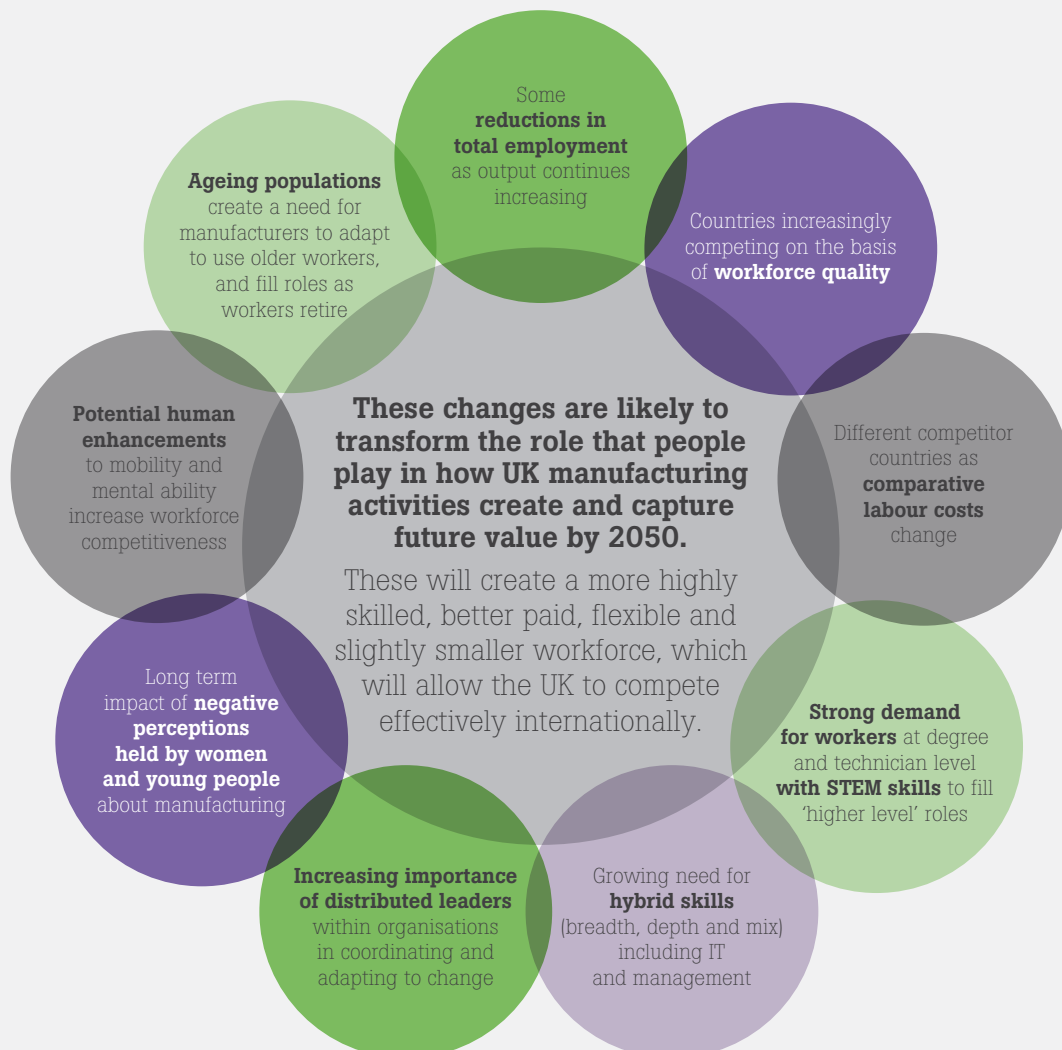 Some
reductions in
total employment
as output continues
increasing
Countries increasingly
competing on the basis
of workforce quality
Different competitor
countries as
comparative
labour costs
change
Strong demand
for workers at degree
and technician level
with STEM skills to fill
‘higher level’ roles
Growing need for
hybrid skills
(breadth, depth and mix)
including IT
and management
Increasing importance
of distributed leaders
within organisations
in coordinating and
adapting to change
Long term
impact of negative
perceptions
held by women
and young people
about manufacturing
Potential human
enhancements
to mobility and
mental ability
increase workforce
competitiveness
Ageing populations
create a need for
manufacturers to adapt
to use older workers,
and fill roles as
workers retire
These changes are likely to
transform the role that people
play in how UK manufacturing
activities create and capture
future value by 2050.
These will create a more highly
skilled, better paid, flexible and
slightly smaller workforce, which
will allow the UK to compete
effectively internationally.